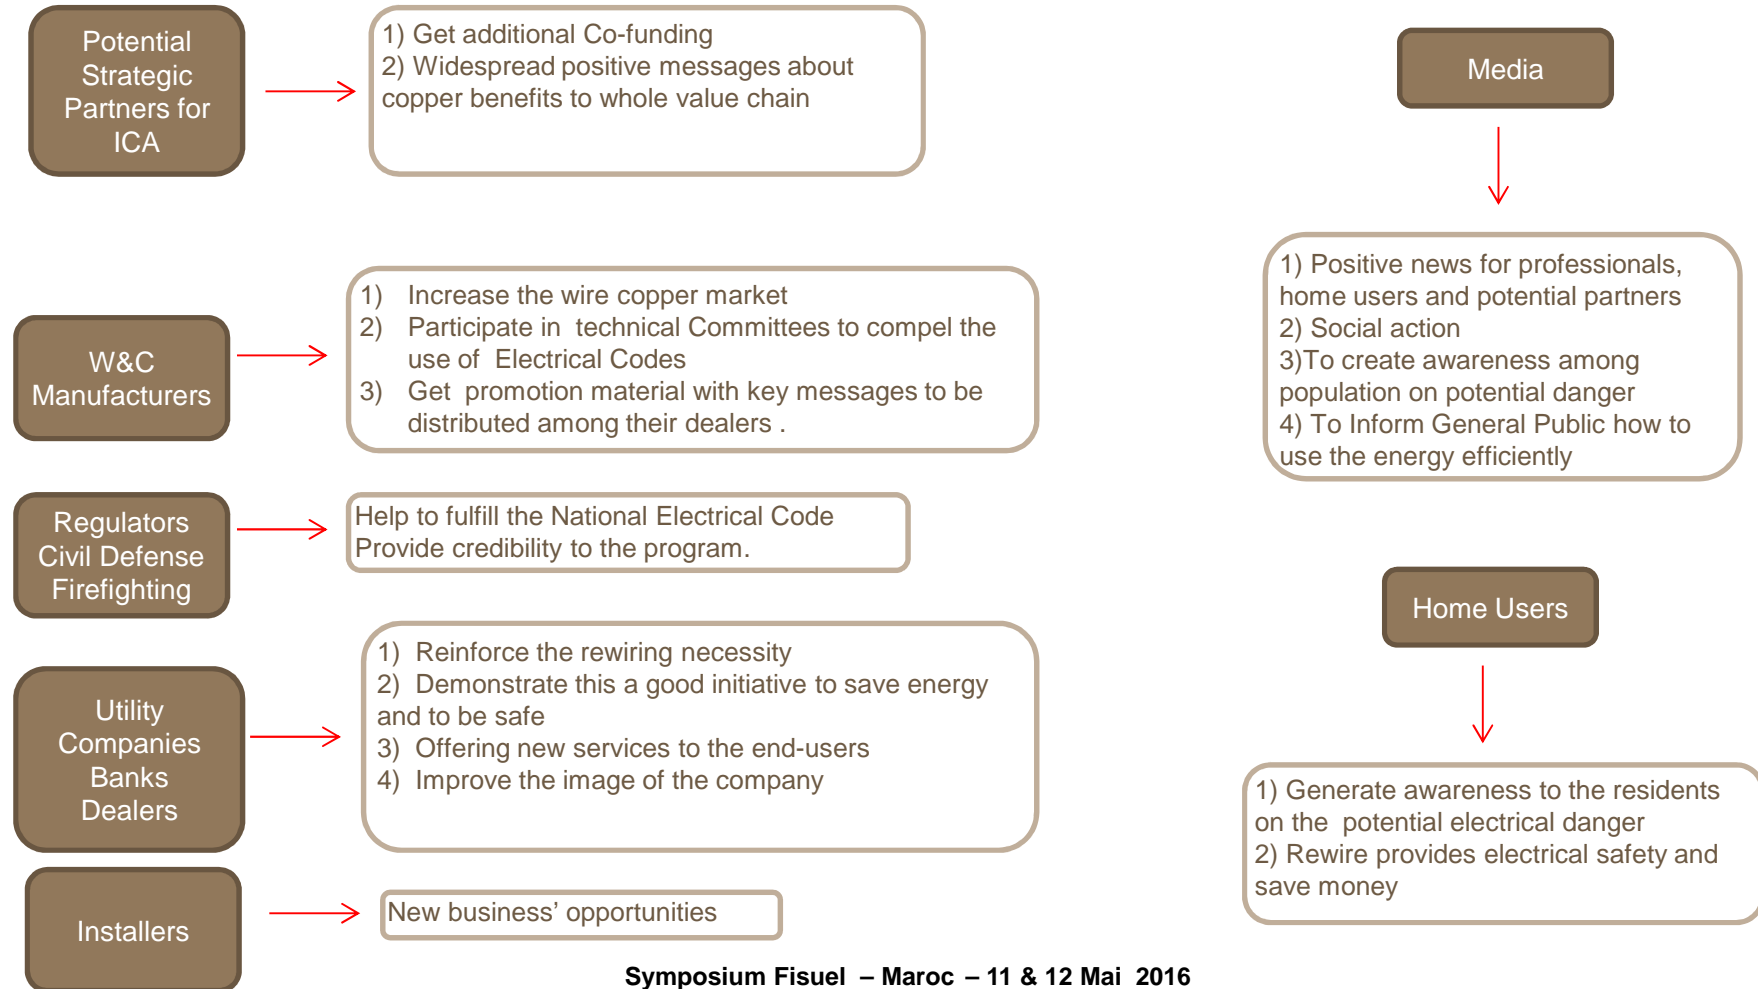 Potential
Strategic
Partners for
ICA
1) Get additional Co-funding
2) Widespread positive messages about
copper benefits to whole value chain
W&C
Manufacturers
1) Increase the wire copper market
2) Participate in technical Committees to compel the
use of Electrical Codes
3) Get promotion material with key messages to be
distributed among their dealers .
Regulators
Civil Defense
Firefighting
Help to fulfill the National Electrical Code
Provide credibility to the program.
Utility
Companies
Banks
Dealers
1) Reinforce the rewiring necessity
2) Demonstrate this a good initiative to save energy
and to be safe
3) Offering new services to the end-users
4) Improve the image of the company
Installers
New business’ opportunities
Media
1) Positive news for professionals,
home users and potential partners
2) Social action
3)To create awareness among
population on potential danger
4) To Inform General Public how to
use the energy efficiently
Home Users
1) Generate awareness to the residents
on the potential electrical danger
2) Rewire provides electrical safety and
save money
Symposium Fisuel – Maroc – 11 & 12 Mai 2016